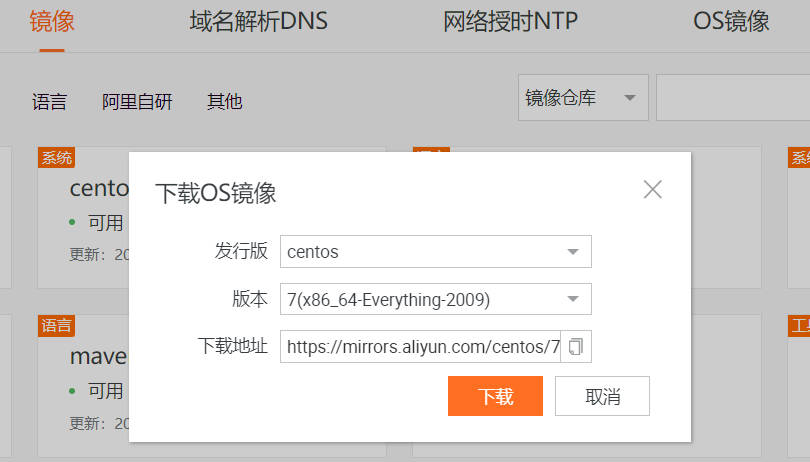 镜像 域名解析DNS 网络授时NTP OS镜像
语言 阿里自研 其他 镜像仓库
系统
cento
可用
更新：20
下载OS镜像
发行版 centos
版本 7(x86_64-Everything-2009)
下载地址 https://mirrors.aliyun.com/centos/7
下载 取消
语言
mave
可用
更新：20